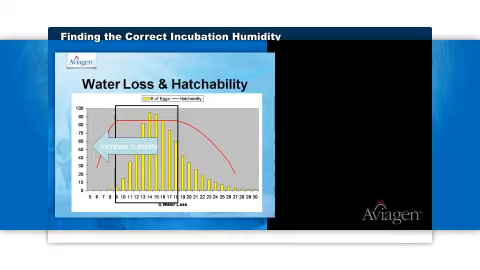 Finding the Correct Incubation Humidity
Aviagen
Water Loss & Hatchability
# of Eggs Hatchability
100
90
80
70
60
50
40
30
20
10
0
Increase Humidity
5 6 7 8 9 10 11 12 13 14 15 16 17 18 19 20 21 22 23 24 25 26 27 28 29 30
% Water Loss
Aviagen